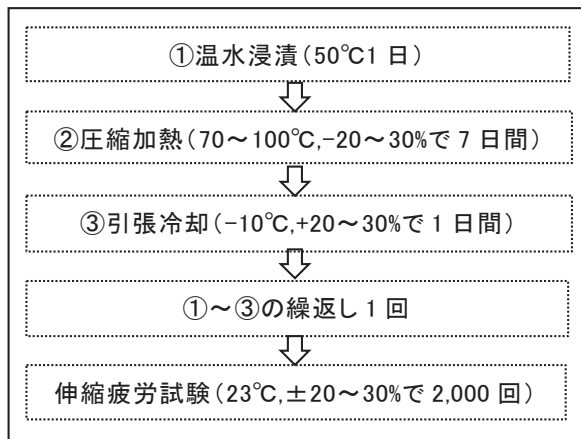 ①温水浸漬(50℃1日)
②圧縮加熱(70～100℃,-20～30%で7日間)
③引張冷却(-10℃,+20～30%で1日間)
①～③の繰返し1回
伸縮疲労試験(23℃,±20～30%で2,000回)